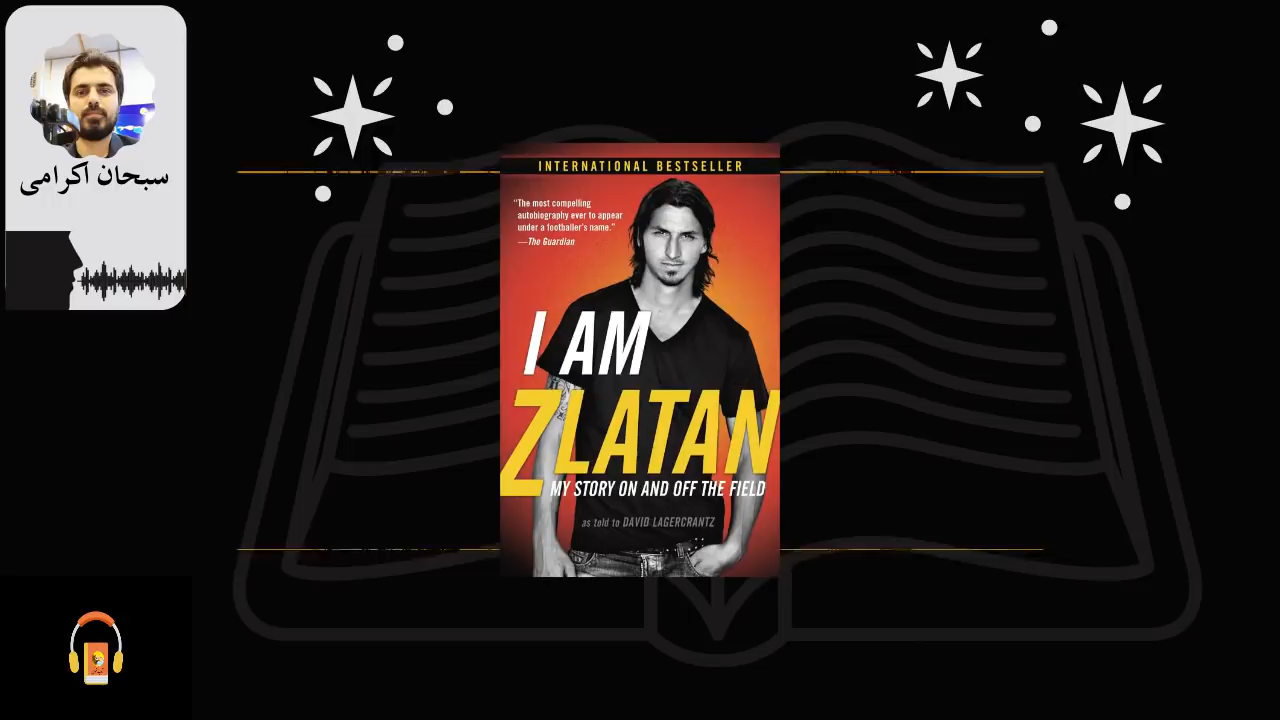 سبحان اکرامی
INTERNATIONAL BESTSELLER
"The most compelling
autobiography ever to appear
under a footballer's name."
—The Guardian
I AM
ZLATAN
MY STORY ON AND OFF THE FIELD
as told to DAVID LAGERCRANTZ